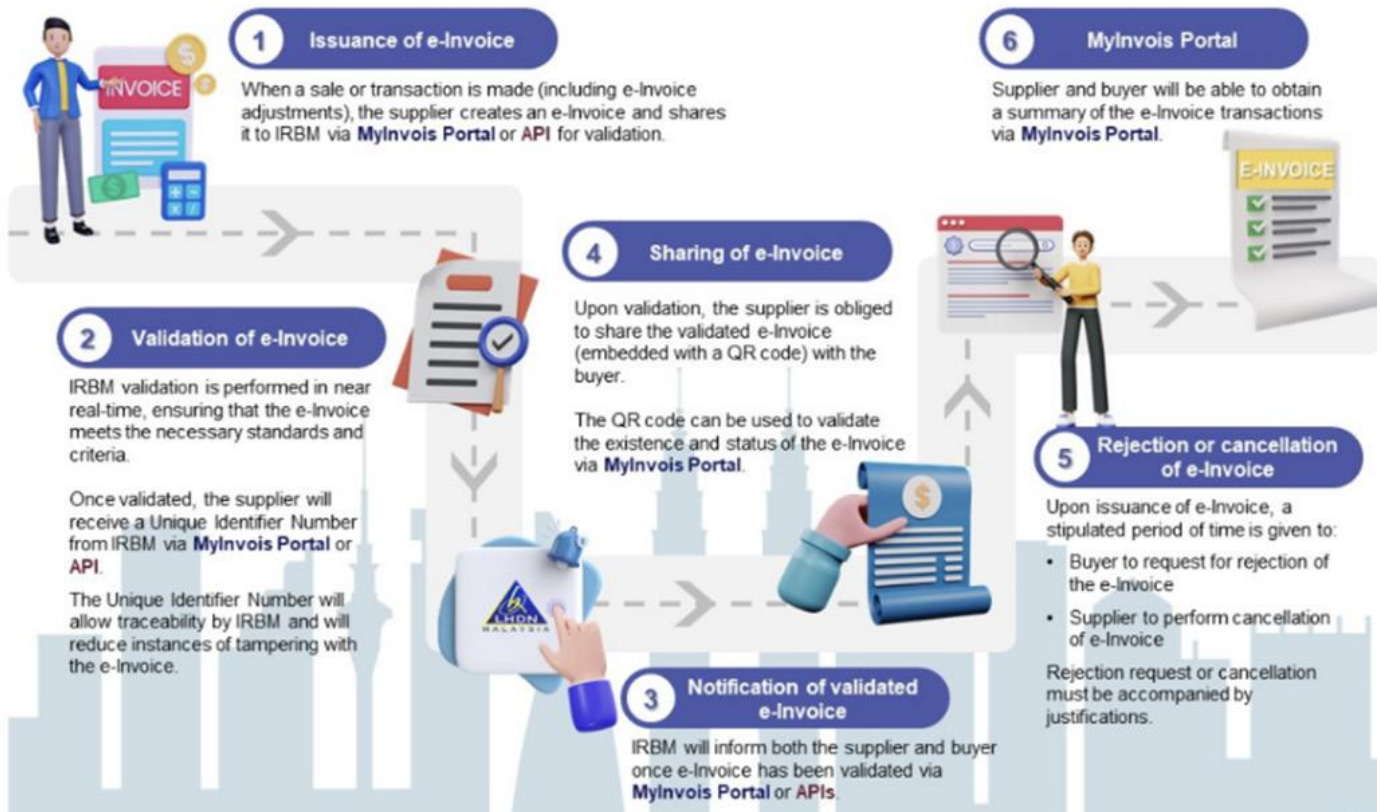 1 Issuance of e-Invoice
When a sale or transaction is made (including e-Invoice
adjustments), the supplier creates an e-Invoice and shares
it to IRBM via MyInvois Portal or API for validation.
INVOICE
2 Validation of e-Invoice
IRBM validation is performed in near
real-time, ensuring that the e-Invoice
meets the necessary standards and
criteria.
Once validated, the supplier will
receive a Unique Identifier Number
from IRBM via MyInvois Portal or
API.
The Unique Identifier Number will
allow traceability by IRBM and will
reduce instances of tampering with
the e-Invoice.
LHDN
MALAYSIA
3 Notification of validated
e-Invoice
IRBM will inform both the supplier and buyer
once e-Invoice has been validated via
MyInvois Portal or APIs.
4 Sharing of e-Invoice
Upon validation, the supplier is obliged
to share the validated e-Invoice
(embedded with a QR code) with the
buyer.
The QR code can be used to validate
the existence and status of the e-Invoice
via MyInvois Portal.
$
5 Rejection or cancellation
of e-Invoice
Upon issuance of e-Invoice, a
stipulated period of time is given to:
• Buyer to request for rejection of
the e-Invoice
• Supplier to perform cancellation
of e-Invoice
Rejection request or cancellation
must be accompanied by
justifications.
6 MyInvois Portal
Supplier and buyer will be able to obtain
a summary of the e-Invoice transactions
via MyInvois Portal.
E-INVOICE